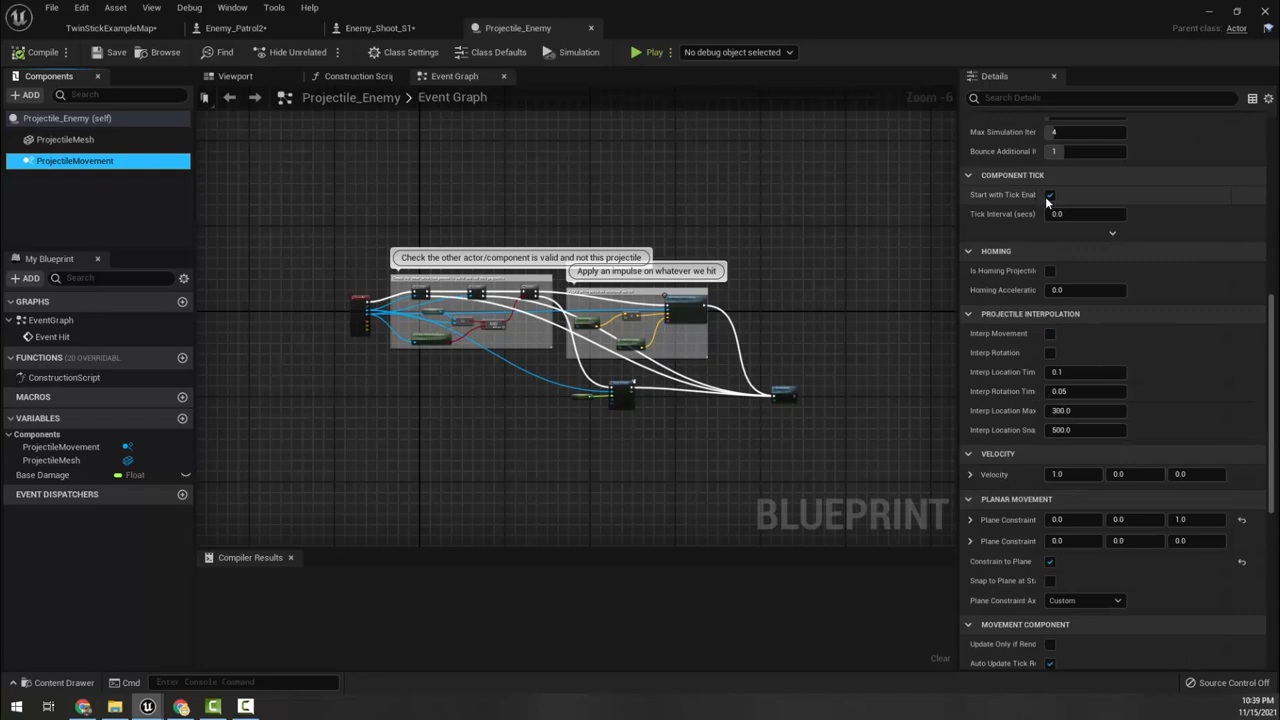 File Edit Asset View Debug Window Tools Help
TwinStickExampleMap* Enemy_Patrol2* Enemy_Shoot_S1* Projectile_Enemy Parent class: Actor
Compile Save Browse Find Hide Unrelated Class Settings Class Defaults Simulation Play No debug object selected
Components Viewport Construction Scrip Event Graph Details
ADD Search Projectile_Enemy > Event Graph Zoom -6 Search Details
Projectile_Enemy (self)
ProjectileMesh
ProjectileMovement
Max Simulation Iter 4
Bounce Additional It 1
COMPONENT TICK
Start with Tick Enab
Tick Interval (secs) 0.0
HOMING
Is Homing Projectile
Homing Acceleratio 0.0
PROJECTILE INTERPOLATION
Interp Movement
Interp Rotation
Interp Location Tim 0.1
Interp Rotation Tim 0.05
Interp Location Max 300.0
Interp Location Sna 500.0
VELOCITY
Velocity 1.0 0.0 0.0
PLANAR MOVEMENT
Plane Constraint 0.0 0.0 1.0
Plane Constraint 0.0 0.0 0.0
Constrain to Plane
Snap to Plane at Sta
Plane Constraint Ax Custom
MOVEMENT COMPONENT
Update Only if Rend
Auto Update Tick Re
Check the other actor/component is valid and not this projectile
Apply an impulse on whatever we hit
BLUEPRINT
My Blueprint
ADD Search
GRAPHS
EventGraph
Event Hit
FUNCTIONS (20 OVERRIDABL
ConstructionScript
MACROS
VARIABLES
Components
ProjectileMovement
ProjectileMesh
Base Damage Float
EVENT DISPATCHERS
Compiler Results
Clear
Content Drawer Cmd Enter Console Command Source Control Off
10:39 PM
11/15/2021